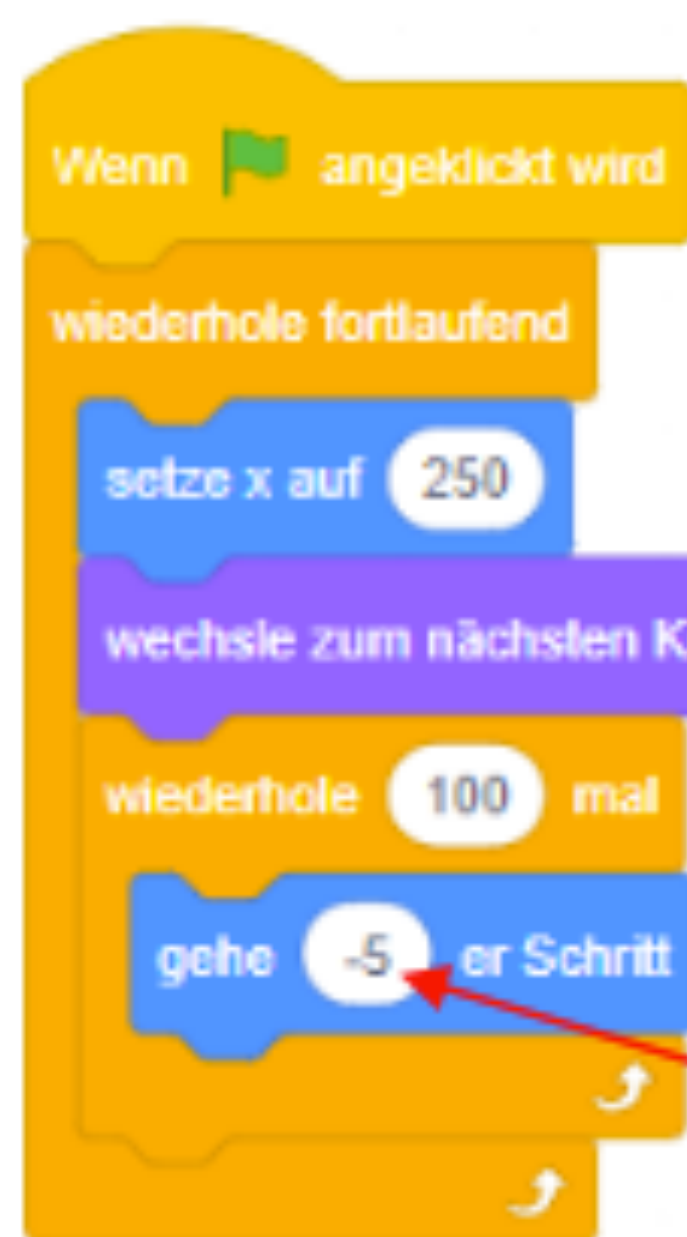 Wenn angeklickt wird
wiederhole fortlaufend
setze x auf 250
wechsle zum nächsten K
wiederhole 100 mal
gehe -5 er Schritt